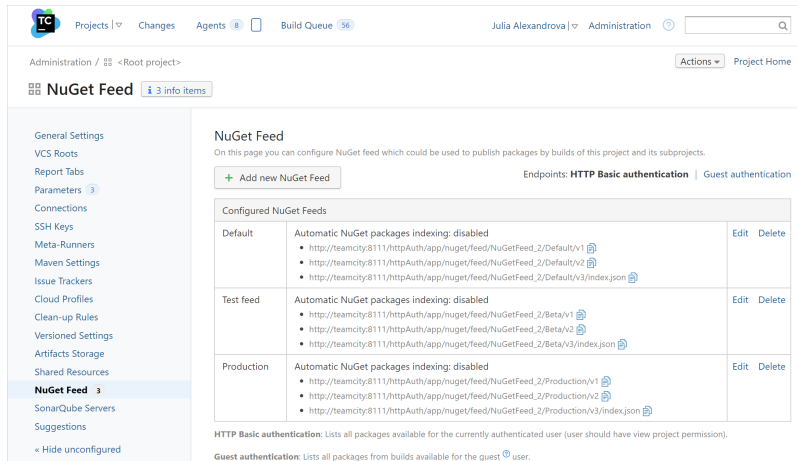 TC
Projects
Changes
Agents 8
Build Queue 56
Julia Alexandrova
Administration
Administration / <Root project>
Actions
Project Home
NuGet Feed
i 3 info items
General Settings
VCS Roots
Report Tabs
Parameters 3
Connections
SSH Keys
Meta-Runners
Maven Settings
Issue Trackers
Cloud Profiles
Clean-up Rules
Versioned Settings
Artifacts Storage
Shared Resources
NuGet Feed 3
SonarQube Servers
Suggestions
« Hide unconfigured
NuGet Feed
On this page you can configure NuGet feed which could be used to publish packages by builds of this project and its subprojects.
+ Add new NuGet Feed
Endpoints: HTTP Basic authentication | Guest authentication
Configured NuGet Feeds
Default
Automatic NuGet packages indexing: disabled
• http://teamcity:8111/httpAuth/app/nuget/feed/NuGetFeed_2/Default/v1
• http://teamcity:8111/httpAuth/app/nuget/feed/NuGetFeed_2/Default/v2
• http://teamcity:8111/httpAuth/app/nuget/feed/NuGetFeed_2/Default/v3/index.json
Edit Delete
Test feed
Automatic NuGet packages indexing: disabled
• http://teamcity:8111/httpAuth/app/nuget/feed/NuGetFeed_2/Beta/v1
• http://teamcity:8111/httpAuth/app/nuget/feed/NuGetFeed_2/Beta/v2
• http://teamcity:8111/httpAuth/app/nuget/feed/NuGetFeed_2/Beta/v3/index.json
Edit Delete
Production
Automatic NuGet packages indexing: disabled
• http://teamcity:8111/httpAuth/app/nuget/feed/NuGetFeed_2/Production/v1
• http://teamcity:8111/httpAuth/app/nuget/feed/NuGetFeed_2/Production/v2
• http://teamcity:8111/httpAuth/app/nuget/feed/NuGetFeed_2/Production/v3/index.json
Edit Delete
HTTP Basic authentication: Lists all packages available for the currently authenticated user (user should have view project permission).
Guest authentication: Lists all packages from builds available for the guest ? user.